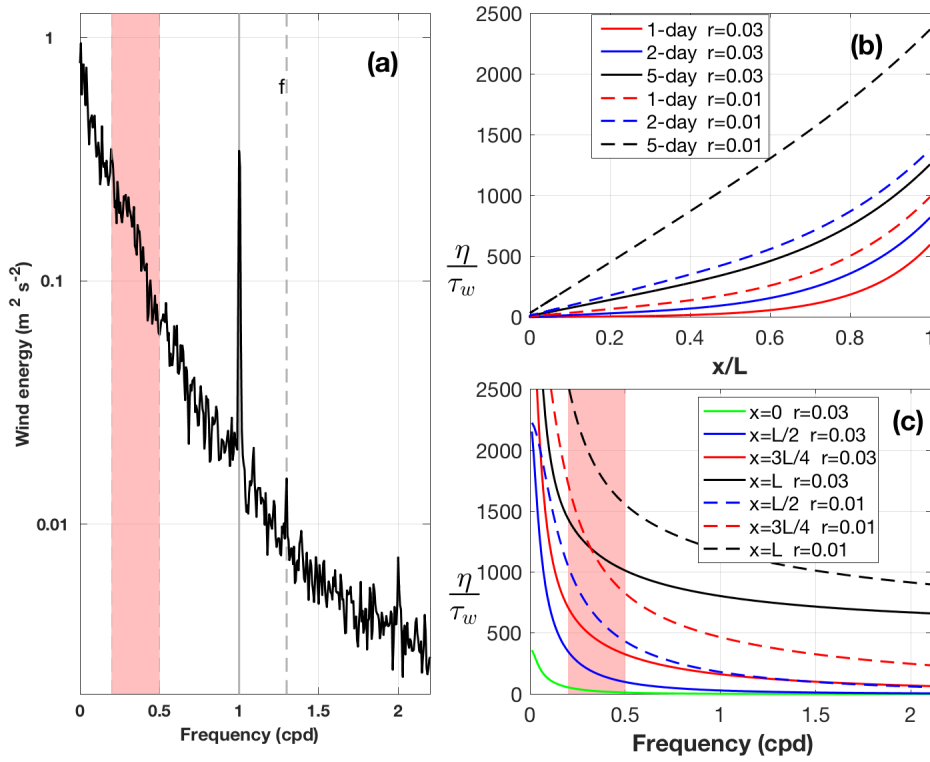 (a)
f
1
0.1
0.01
Wind energy (m 2 s-2)
0
0.5
1
1.5
2
Frequency (cpd)
(b)
1-day r=0.03
2-day r=0.03
5-day r=0.03
1-day r=0.01
2-day r=0.01
5-day r=0.01
2500
2000
1500
1000
500
0
η
τw
0
0.2
0.4
0.6
0.8
1
x/L
(c)
x=0 r=0.03
x=L/2 r=0.03
x=3L/4 r=0.03
x=L r=0.03
x=L/2 r=0.01
x=3L/4 r=0.01
x=L r=0.01
2500
2000
1500
1000
500
0
η
τw
0
0.5
1
1.5
2
Frequency (cpd)